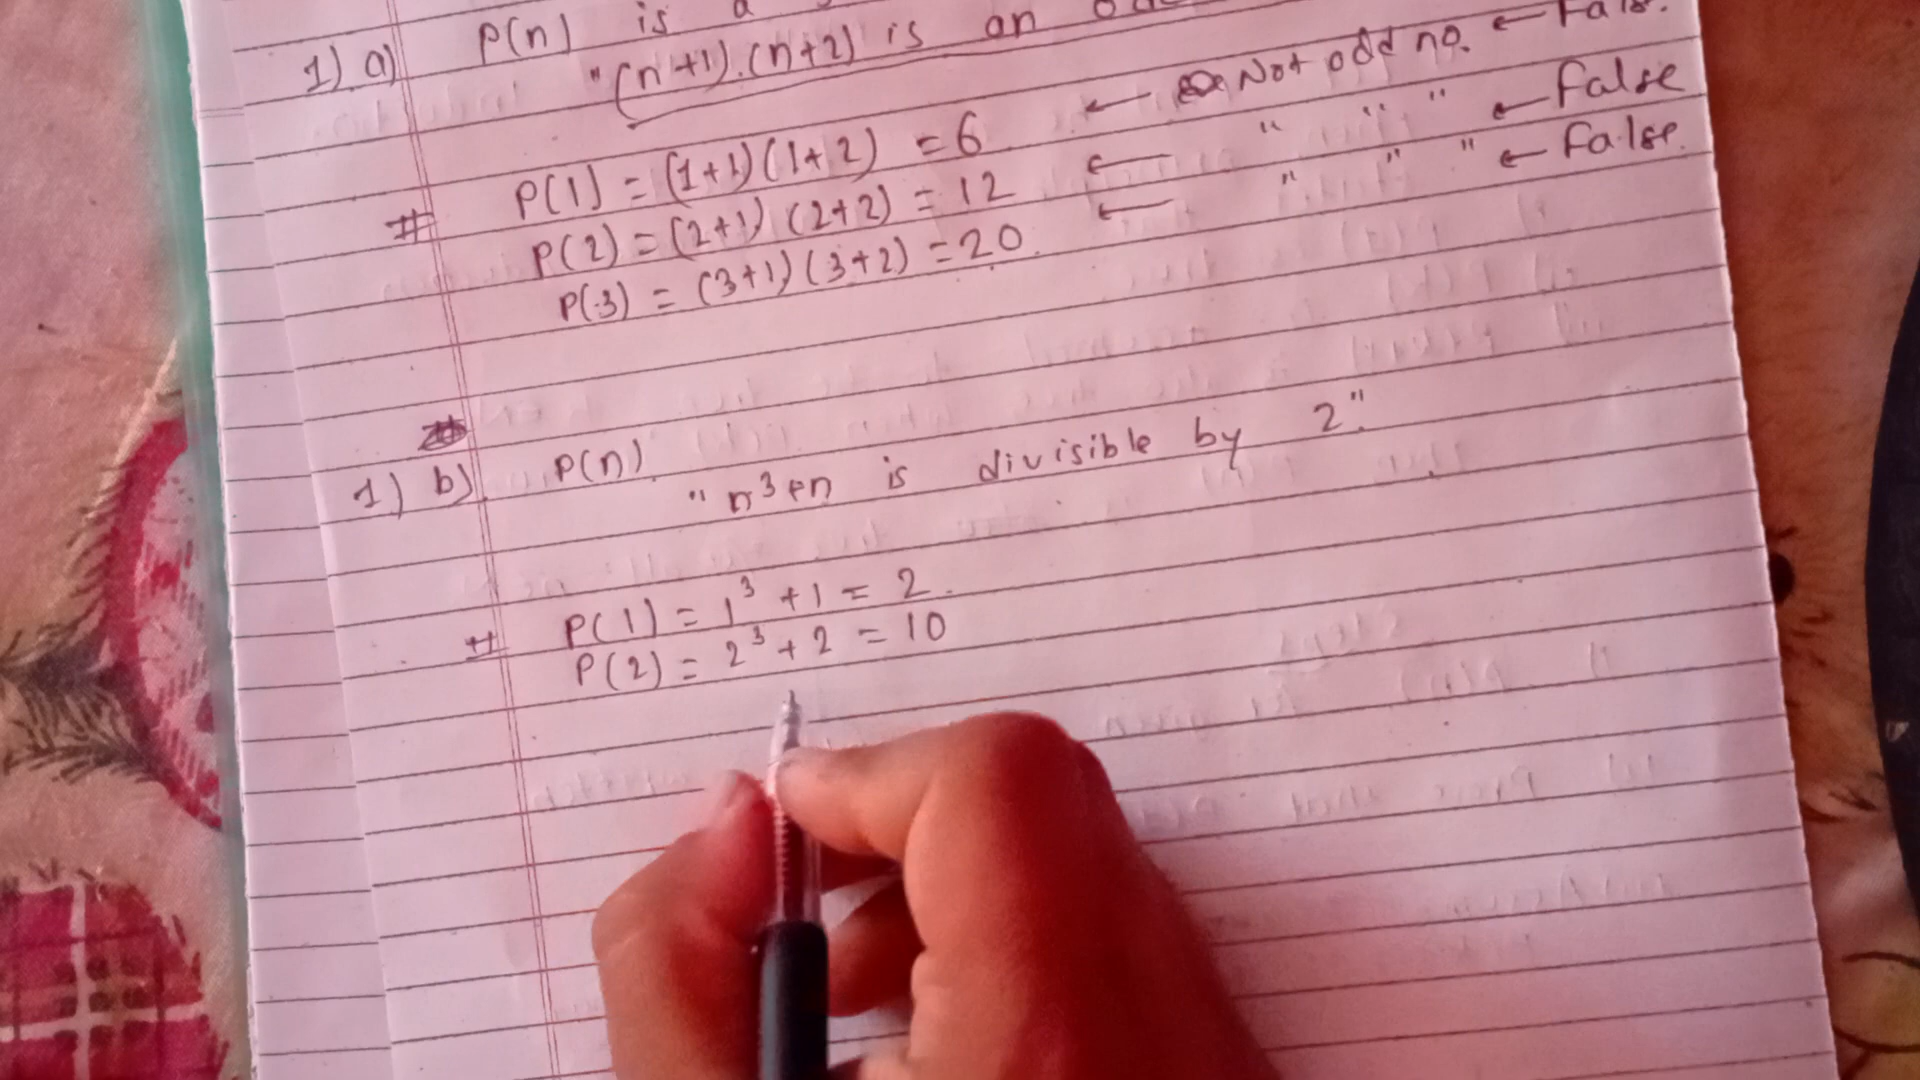 1) a) P(n) is a
"(n+1).(n+2) is an
P(1) = (1+1)(1+2) = 6 ← Not odd no. ← Fals.
# P(2) = (2+1) (2+2) = 12 ← " " " ← False
P(3) = (3+1)(3+2) = 20. ← " " " ← False.
1) b) P(n)
" n³+n is divisible by 2".
# P(1) = 1³ +1 = 2.
P(2) = 2³ + 2 = 10